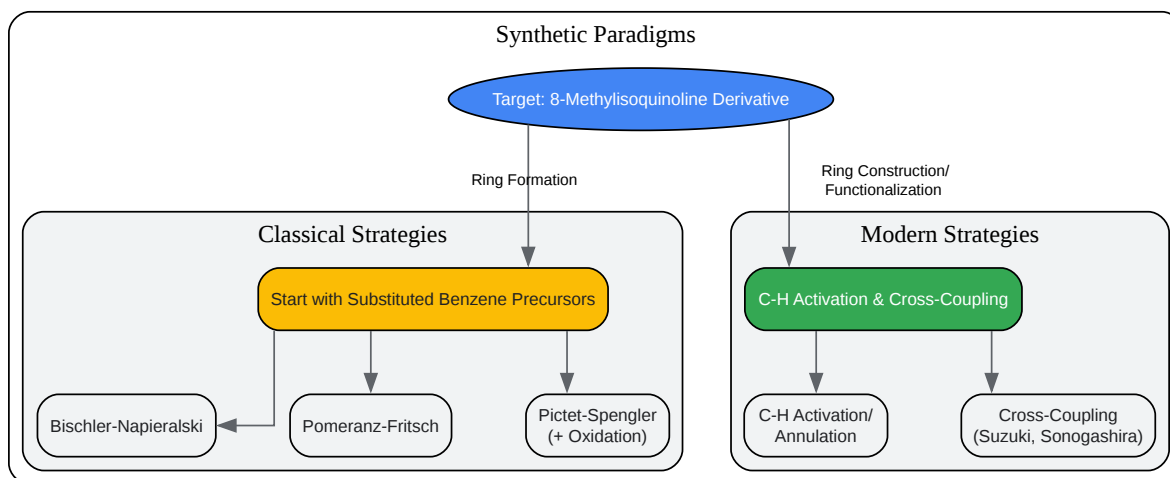 Synthetic Paradigms
Target: 8-Methylisoquinoline Derivative
Ring Formation
Ring Construction/
Functionalization
Classical Strategies
Modern Strategies
Start with Substituted Benzene Precursors
C-H Activation & Cross-Coupling
Bischler-Napieralski
Pomeranz-Fritsch
Pictet-Spengler
(+ Oxidation)
C-H Activation/
Annulation
Cross-Coupling
(Suzuki, Sonogashira)